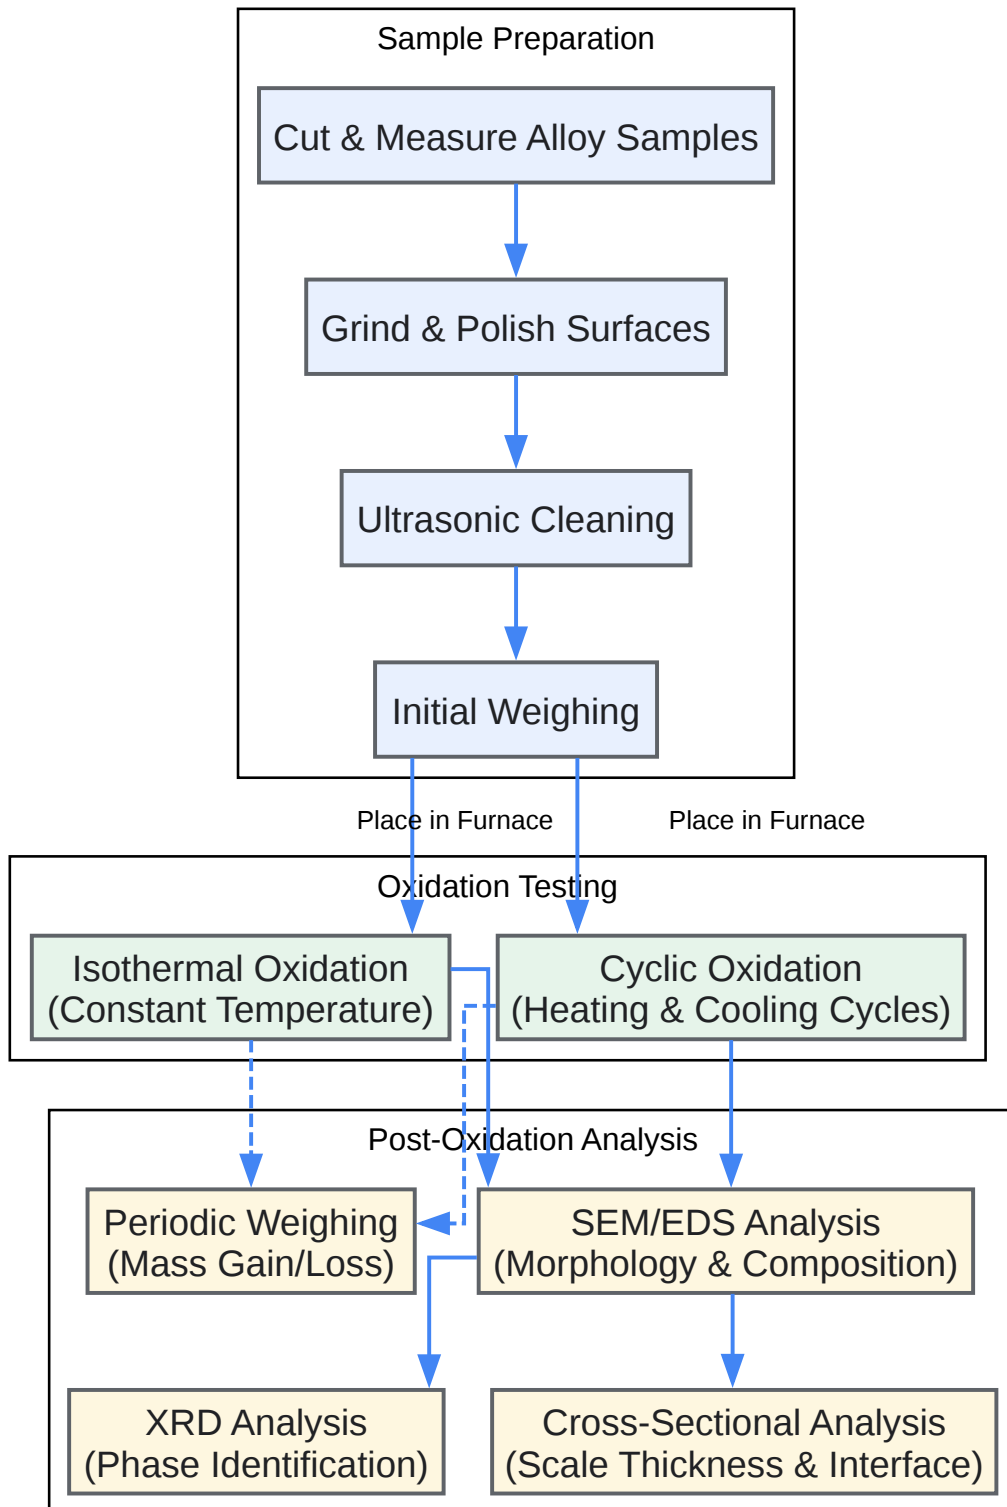 Sample Preparation
Cut & Measure Alloy Samples
Grind & Polish Surfaces
Ultrasonic Cleaning
Initial Weighing
Place in Furnace
Place in Furnace
Oxidation Testing
Isothermal Oxidation
(Constant Temperature)
Cyclic Oxidation
(Heating & Cooling Cycles)
Post-Oxidation Analysis
Periodic Weighing
(Mass Gain/Loss)
SEM/EDS Analysis
(Morphology & Composition)
XRD Analysis
(Phase Identification)
Cross-Sectional Analysis
(Scale Thickness & Interface)